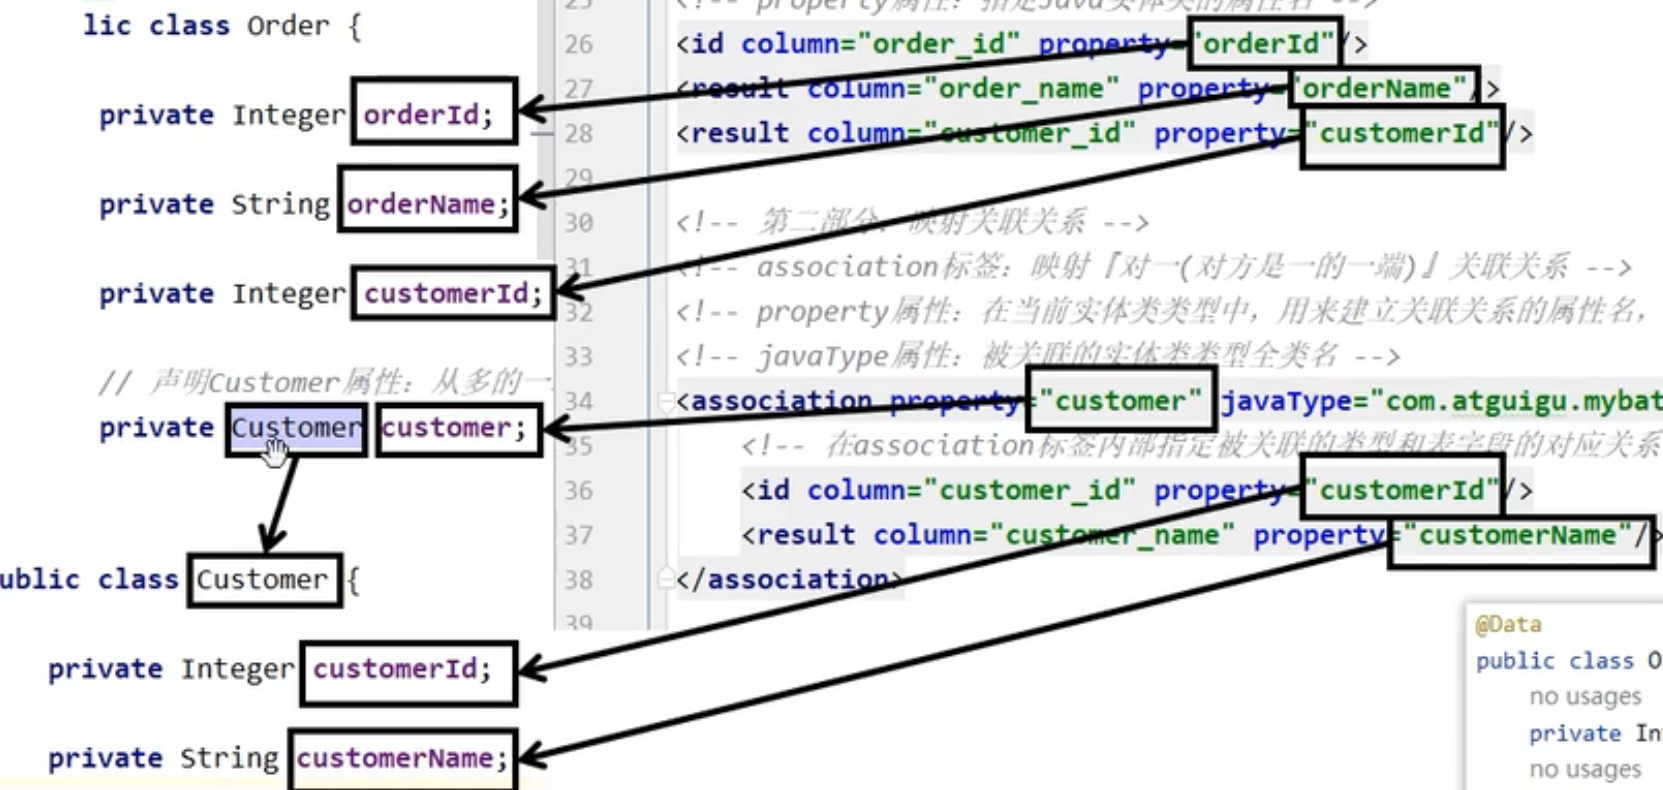 lic class Order {
private Integer orderId;
private String orderName;
private Integer customerId;
// 声明Customer属性：从多的一
private Customer customer;
ublic class Customer {
private Integer customerId;
private String customerName;
25 <!-- property属性：指定Java实体类的属性名 -->
26 <id column="order_id" property="orderId"/>
27 <result column="order_name" property="orderName"/>
28 <result column="customer_id" property="customerId"/>
29
30 <!-- 第二部分：映射关联关系 -->
31 <!-- association标签：映射『对一(对方是一的一端)』关联关系 -->
32 <!-- property属性：在当前实体类类型中，用来建立关联关系的属性名，
33 <!-- javaType属性：被关联的实体类类型全类名 -->
34 <association property="customer" javaType="com.atguigu.mybat
35 <!-- 在association标签内部指定被关联的类型和表字段的对应关系
36 <id column="customer_id" property="customerId"/>
37 <result column="customer_name" property="customerName"/>
38 </association>
39
@Data
public class O
no usages
private In
no usages